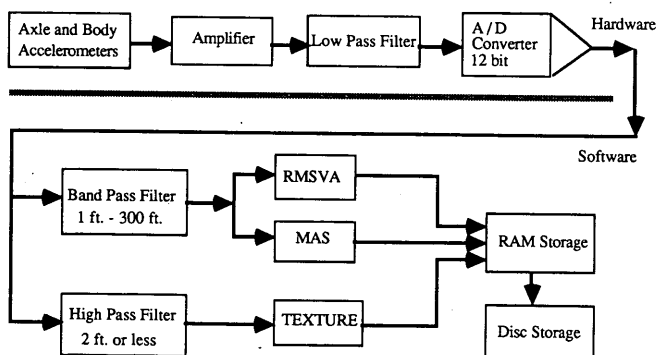 Axle and Body
Accelerometers
Amplifier
Low Pass Filter
A / D
Converter
12 bit
Hardware
Software
Band Pass Filter
1 ft. - 300 ft.
RMSVA
MAS
RAM Storage
High Pass Filter
2 ft. or less
TEXTURE
Disc Storage